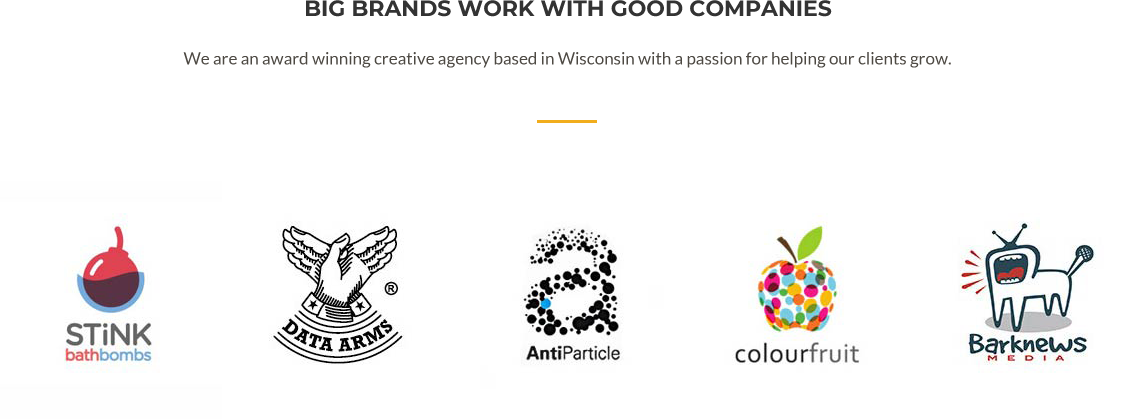 BIG BRANDS WORK WITH GOOD COMPANIES
We are an award winning creative agency based in Wisconsin with a passion for helping our clients grow.
STiNK
bathbombs
DATA ARMS
®
a
AntiParticle
colourfruit
Barknews
MEDIA